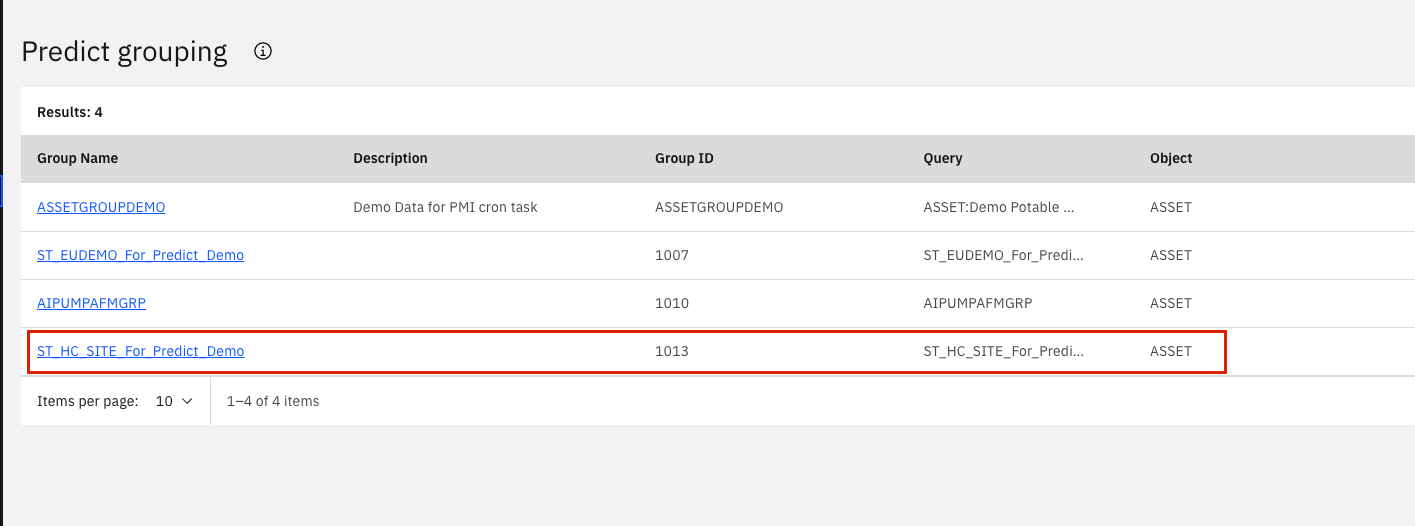 Predict grouping
Results: 4
Group Name Description Group ID Query Object
ASSETGROUPDEMO Demo Data for PMI cron task ASSETGROUPDEMO ASSET:Demo Potable ... ASSET
ST_EUDEMO_For_Predict_Demo 1007 ST_EUDEMO_For_Predi... ASSET
AIPUMPAFMGRP 1010 AIPUMPAFMGRP ASSET
ST_HC_SITE_For_Predict_Demo 1013 ST_HC_SITE_For_Predi... ASSET
Items per page: 10 1–4 of 4 items